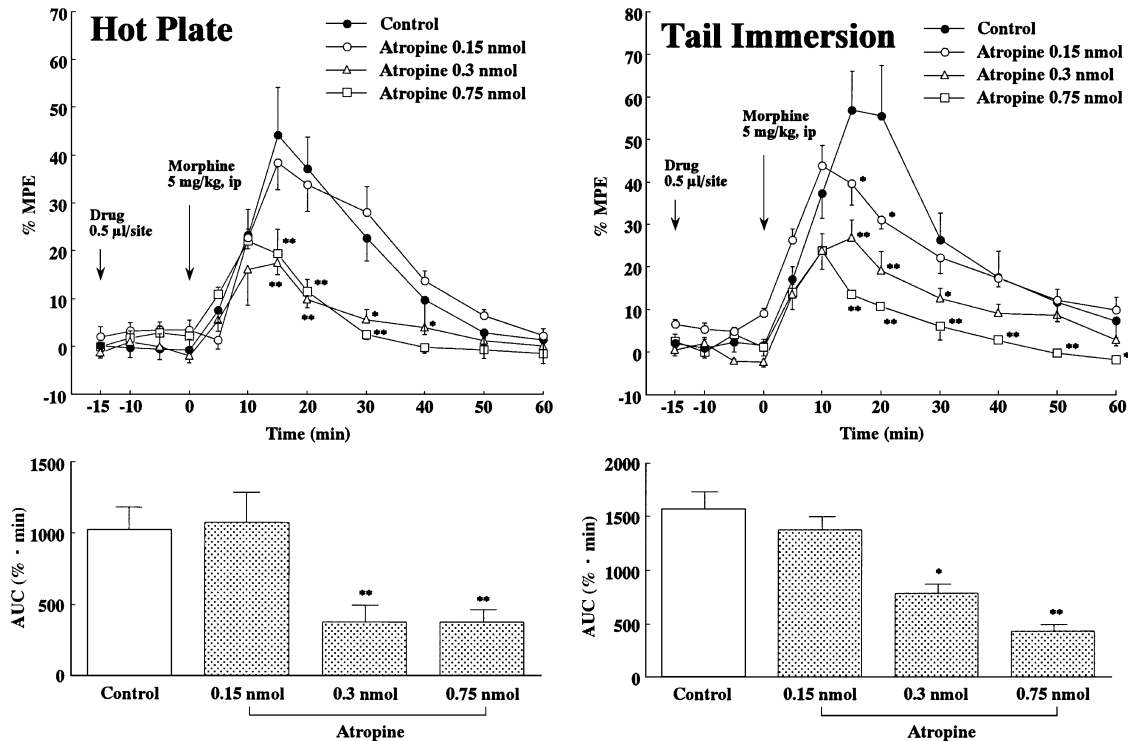 Hot Plate
Control
Atropine 0.15 nmol
Atropine 0.3 nmol
Atropine 0.75 nmol
% MPE
70
60
50
40
30
20
10
0
-10
Drug
0.5 µl/site
Morphine
5 mg/kg, ip
**
**
**
**
*
**
*
-15 -10 0 10 20 30 40 50 60
Time (min)
Tail Immersion
Control
Atropine 0.15 nmol
Atropine 0.3 nmol
Atropine 0.75 nmol
% MPE
80
70
60
50
40
30
20
10
0
-10
Drug
0.5 µl/site
Morphine
5 mg/kg, ip
*
*
**
**
*
**
**
**
**
**
*
-15 -10 0 10 20 30 40 50 60
Time (min)
AUC (% · min)
1500
1000
500
0
**
**
Control 0.15 nmol 0.3 nmol 0.75 nmol
Atropine
AUC (% · min)
2000
1500
1000
500
0
*
**
Control 0.15 nmol 0.3 nmol 0.75 nmol
Atropine